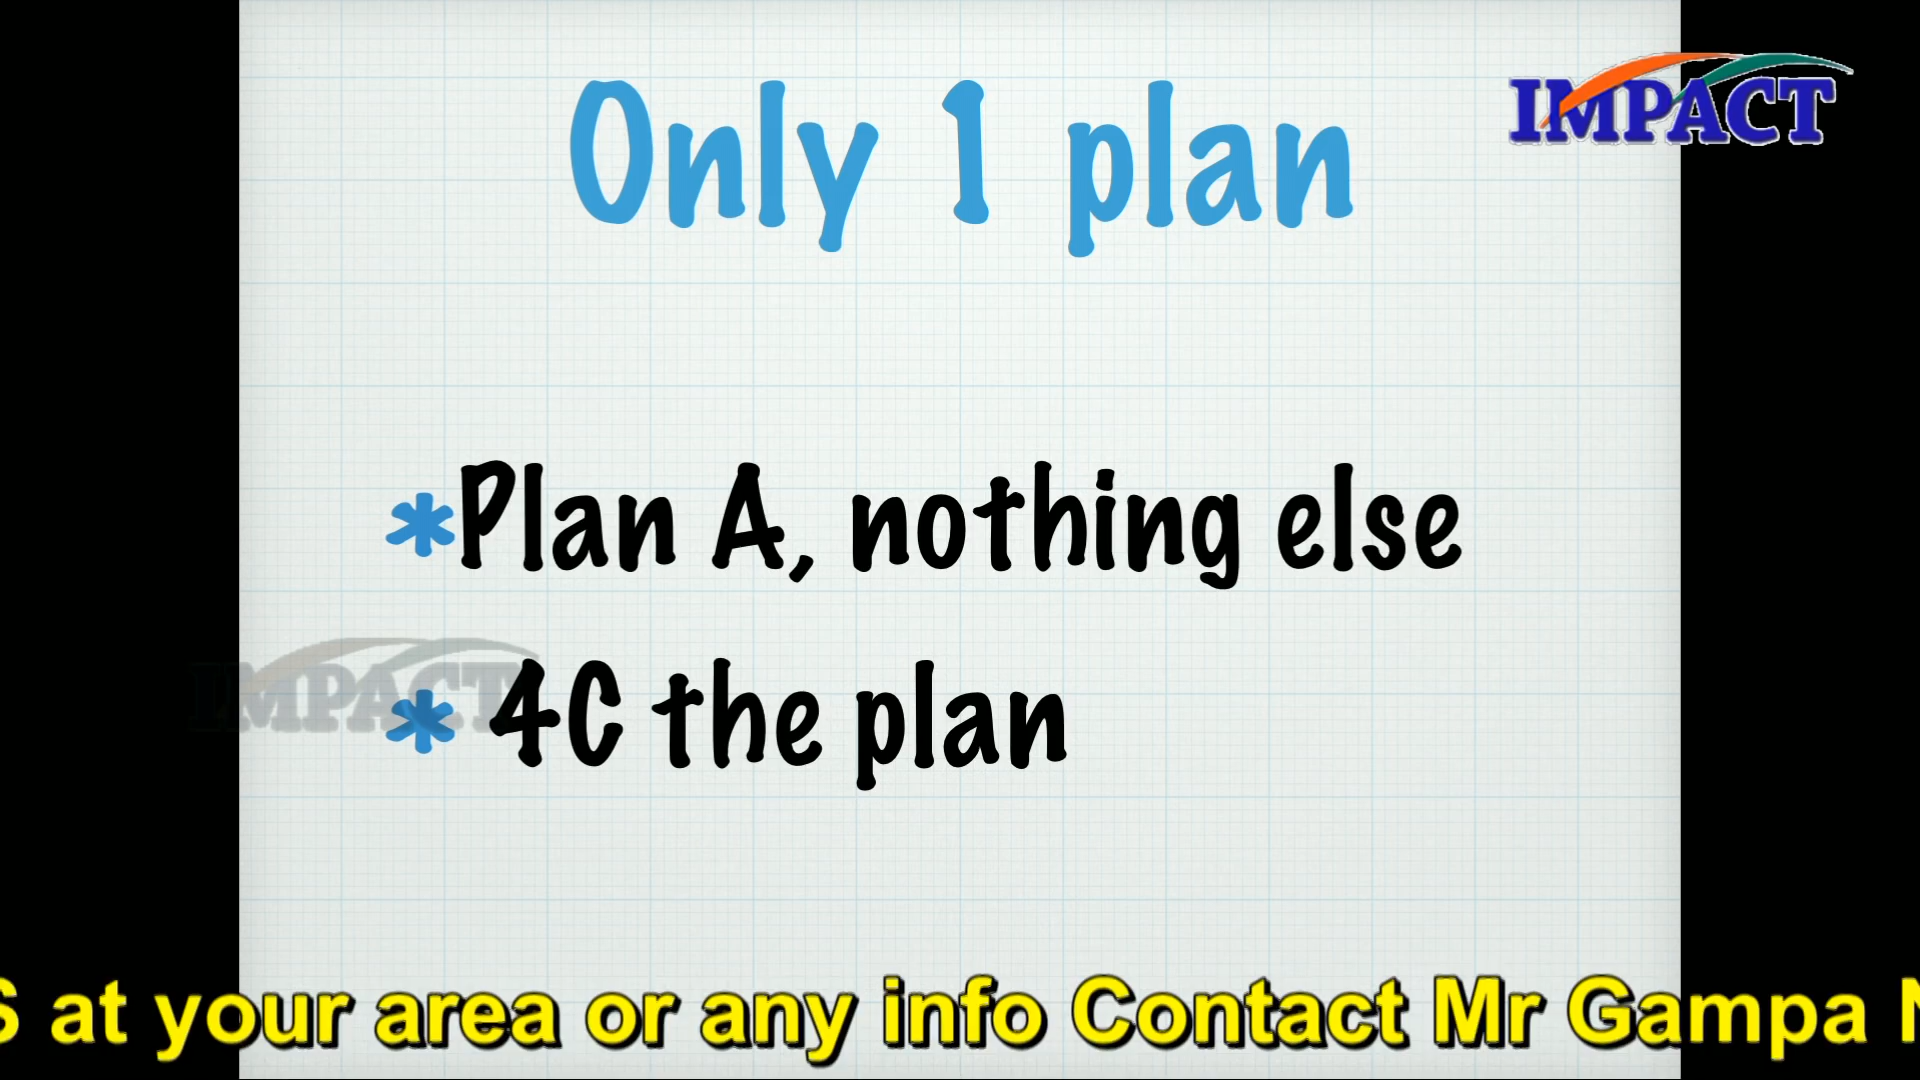 Only 1 plan
IMPACT
*Plan A, nothing else
IMPACT
* 4C the plan
S at your area or any info Contact Mr Gampa